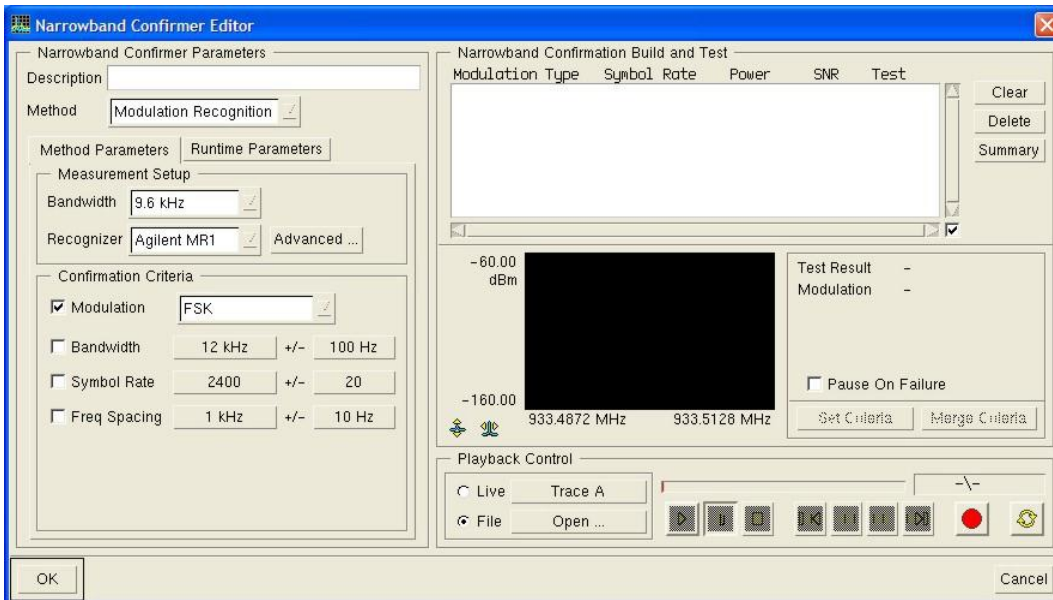 Narrowband Confirmer Editor
Narrowband Confirmer Parameters
Description
Method Modulation Recognition
Method Parameters Runtime Parameters
Measurement Setup
Bandwidth 9.6 kHz
Recognizer Agilent MR1 Advanced ...
Confirmation Criteria
Modulation FSK
Bandwidth 12 kHz +/- 100 Hz
Symbol Rate 2400 +/- 20
Freq Spacing 1 kHz +/- 10 Hz
Narrowband Confirmation Build and Test
Modulation Type Symbol Rate Power SNR Test
Clear
Delete
Summary
-60.00
dBm
-160.00
933.4872 MHz 933.5128 MHz
Test Result -
Modulation -
Pause On Failure
Set Criteria Merge Criteria
Playback Control
Live Trace A
File Open ...
-\-
OK
Cancel